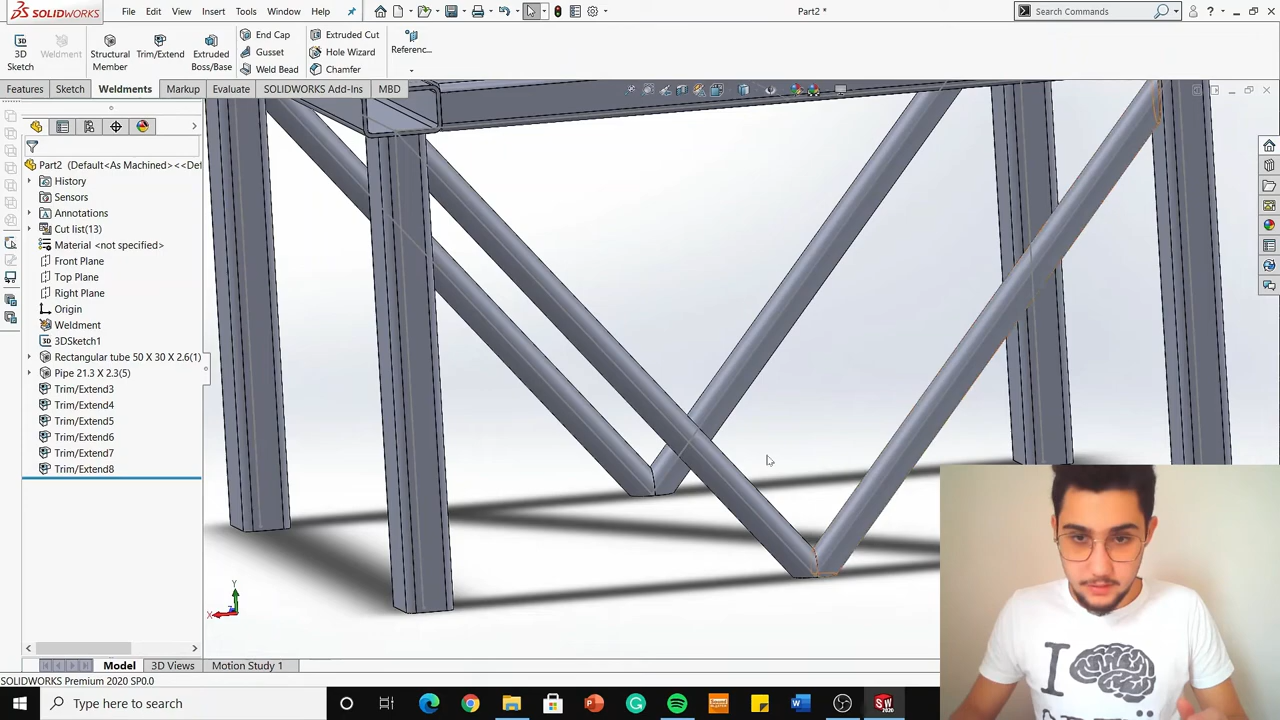 SOLIDWORKS
File
Edit
View
Insert
Tools
Window
Help
Part2 *
Search Commands
3D Sketch
Weldment
Structural Member
Trim/Extend
Extruded Boss/Base
End Cap
Gusset
Weld Bead
Extruded Cut
Hole Wizard
Chamfer
Referenc...
Features
Sketch
Weldments
Markup
Evaluate
SOLIDWORKS Add-Ins
MBD
Part2 (Default<As Machined><<Def
History
Sensors
Annotations
Cut list(13)
Material <not specified>
Front Plane
Top Plane
Right Plane
Origin
Weldment
3DSketch1
Rectangular tube 50 X 30 X 2.6(1)
Pipe 21.3 X 2.3(5)
Trim/Extend3
Trim/Extend4
Trim/Extend5
Trim/Extend6
Trim/Extend7
Trim/Extend8
Y
X
Model
3D Views
Motion Study 1
SOLIDWORKS Premium 2020 SP0.0
Type here to search
I